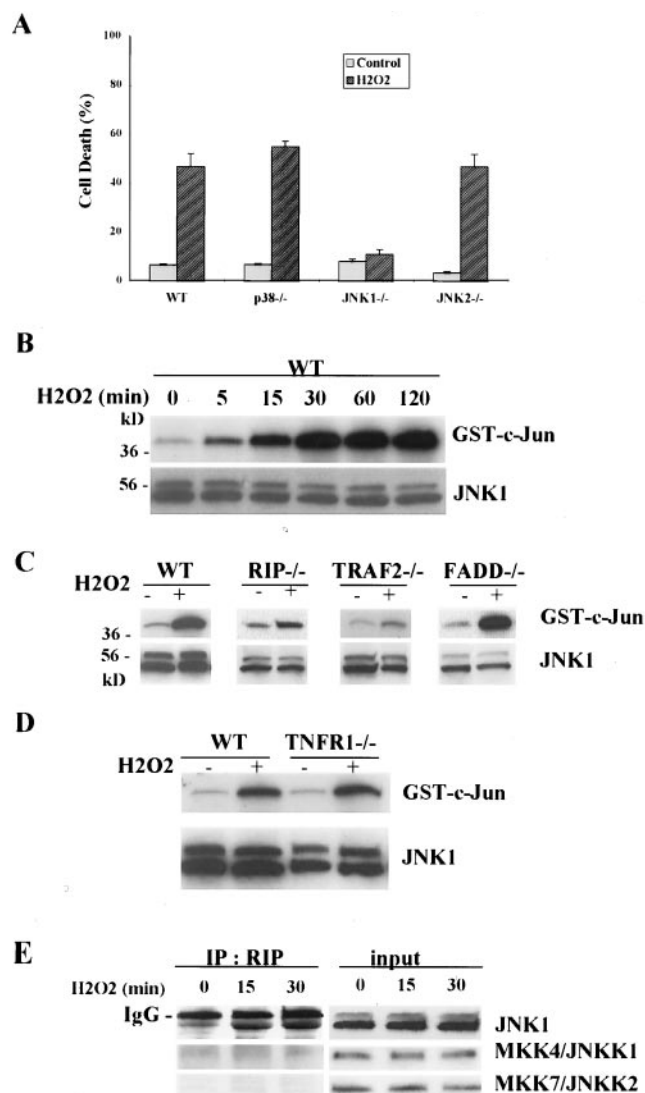 A
100
80
60
40
20
0
Cell Death (%)
Control
H2O2
WT p38-/- JNK1-/- JNK2-/-
B
WT
H2O2 (min) 0 5 15 30 60 120
kD
36 -
GST-c-Jun
56 -
JNK1
C
WT RIP-/- TRAF2-/- FADD-/-
H2O2 - + - + - + - +
36 -
GST-c-Jun
56 -
JNK1
kD
D
WT TNFR1-/-
H2O2 - + - +
GST-c-Jun
JNK1
E
IP : RIP input
H2O2 (min) 0 15 30 0 15 30
IgG -
JNK1
MKK4/JNKK1
MKK7/JNKK2